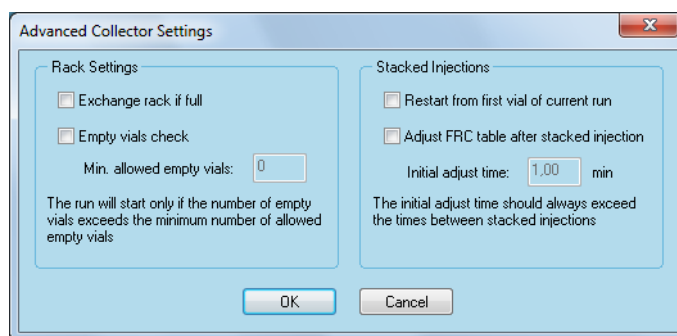 Advanced Collector Settings
Rack Settings
Exchange rack if full
Empty vials check
Min. allowed empty vials: 0
The run will start only if the number of empty
vials exceeds the minimum number of allowed
empty vials
Stacked Injections
Restart from first vial of current run
Adjust FRC table after stacked injection
Initial adjust time: 1,00 min
The initial adjust time should always exceed
the times between stacked injections
OK Cancel